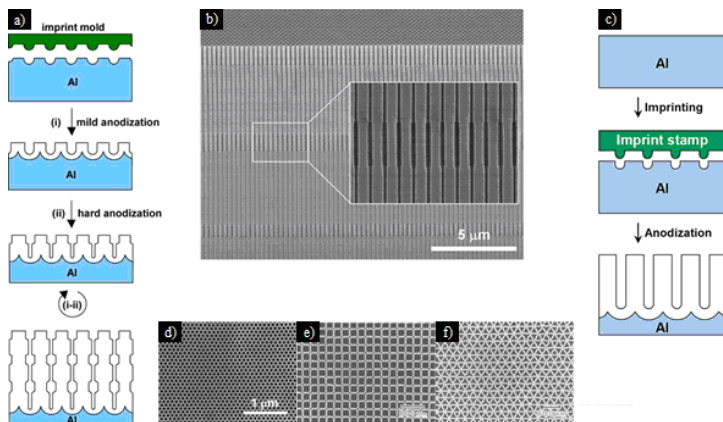 a)
imprint mold
Al
(i) mild anodization
Al
(ii) hard anodization
Al
(i-ii)
Al
b)
5 μm
c)
Al
Imprinting
Imprint stamp
Al
Anodization
Al
d)
1 μm
e)
f)